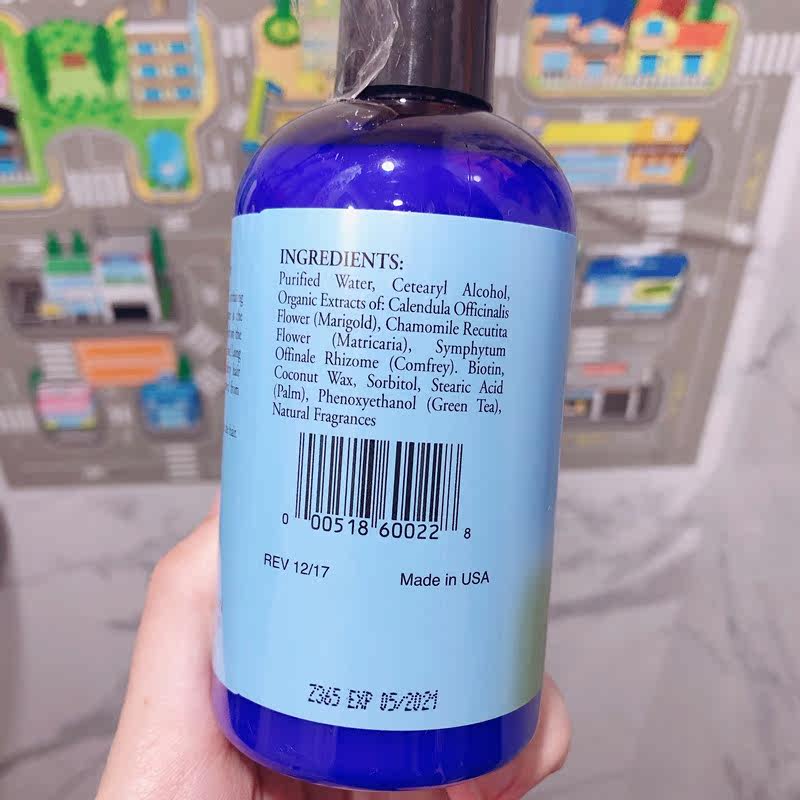 INGREDIENTS:
Purified Water, Cetearyl Alcohol,
Organic Extracts of: Calendula Officinalis
Flower (Marigold), Chamomile Recutita
Flower (Matricaria), Symphytum
Offinale Rhizome (Comfrey). Biotin,
Coconut Wax, Sorbitol, Stearic Acid
(Palm), Phenoxyethanol (Green Tea),
Natural Fragrances
0 00518 60022 8
REV 12/17
Made in USA
Z365 EXP 05/2021